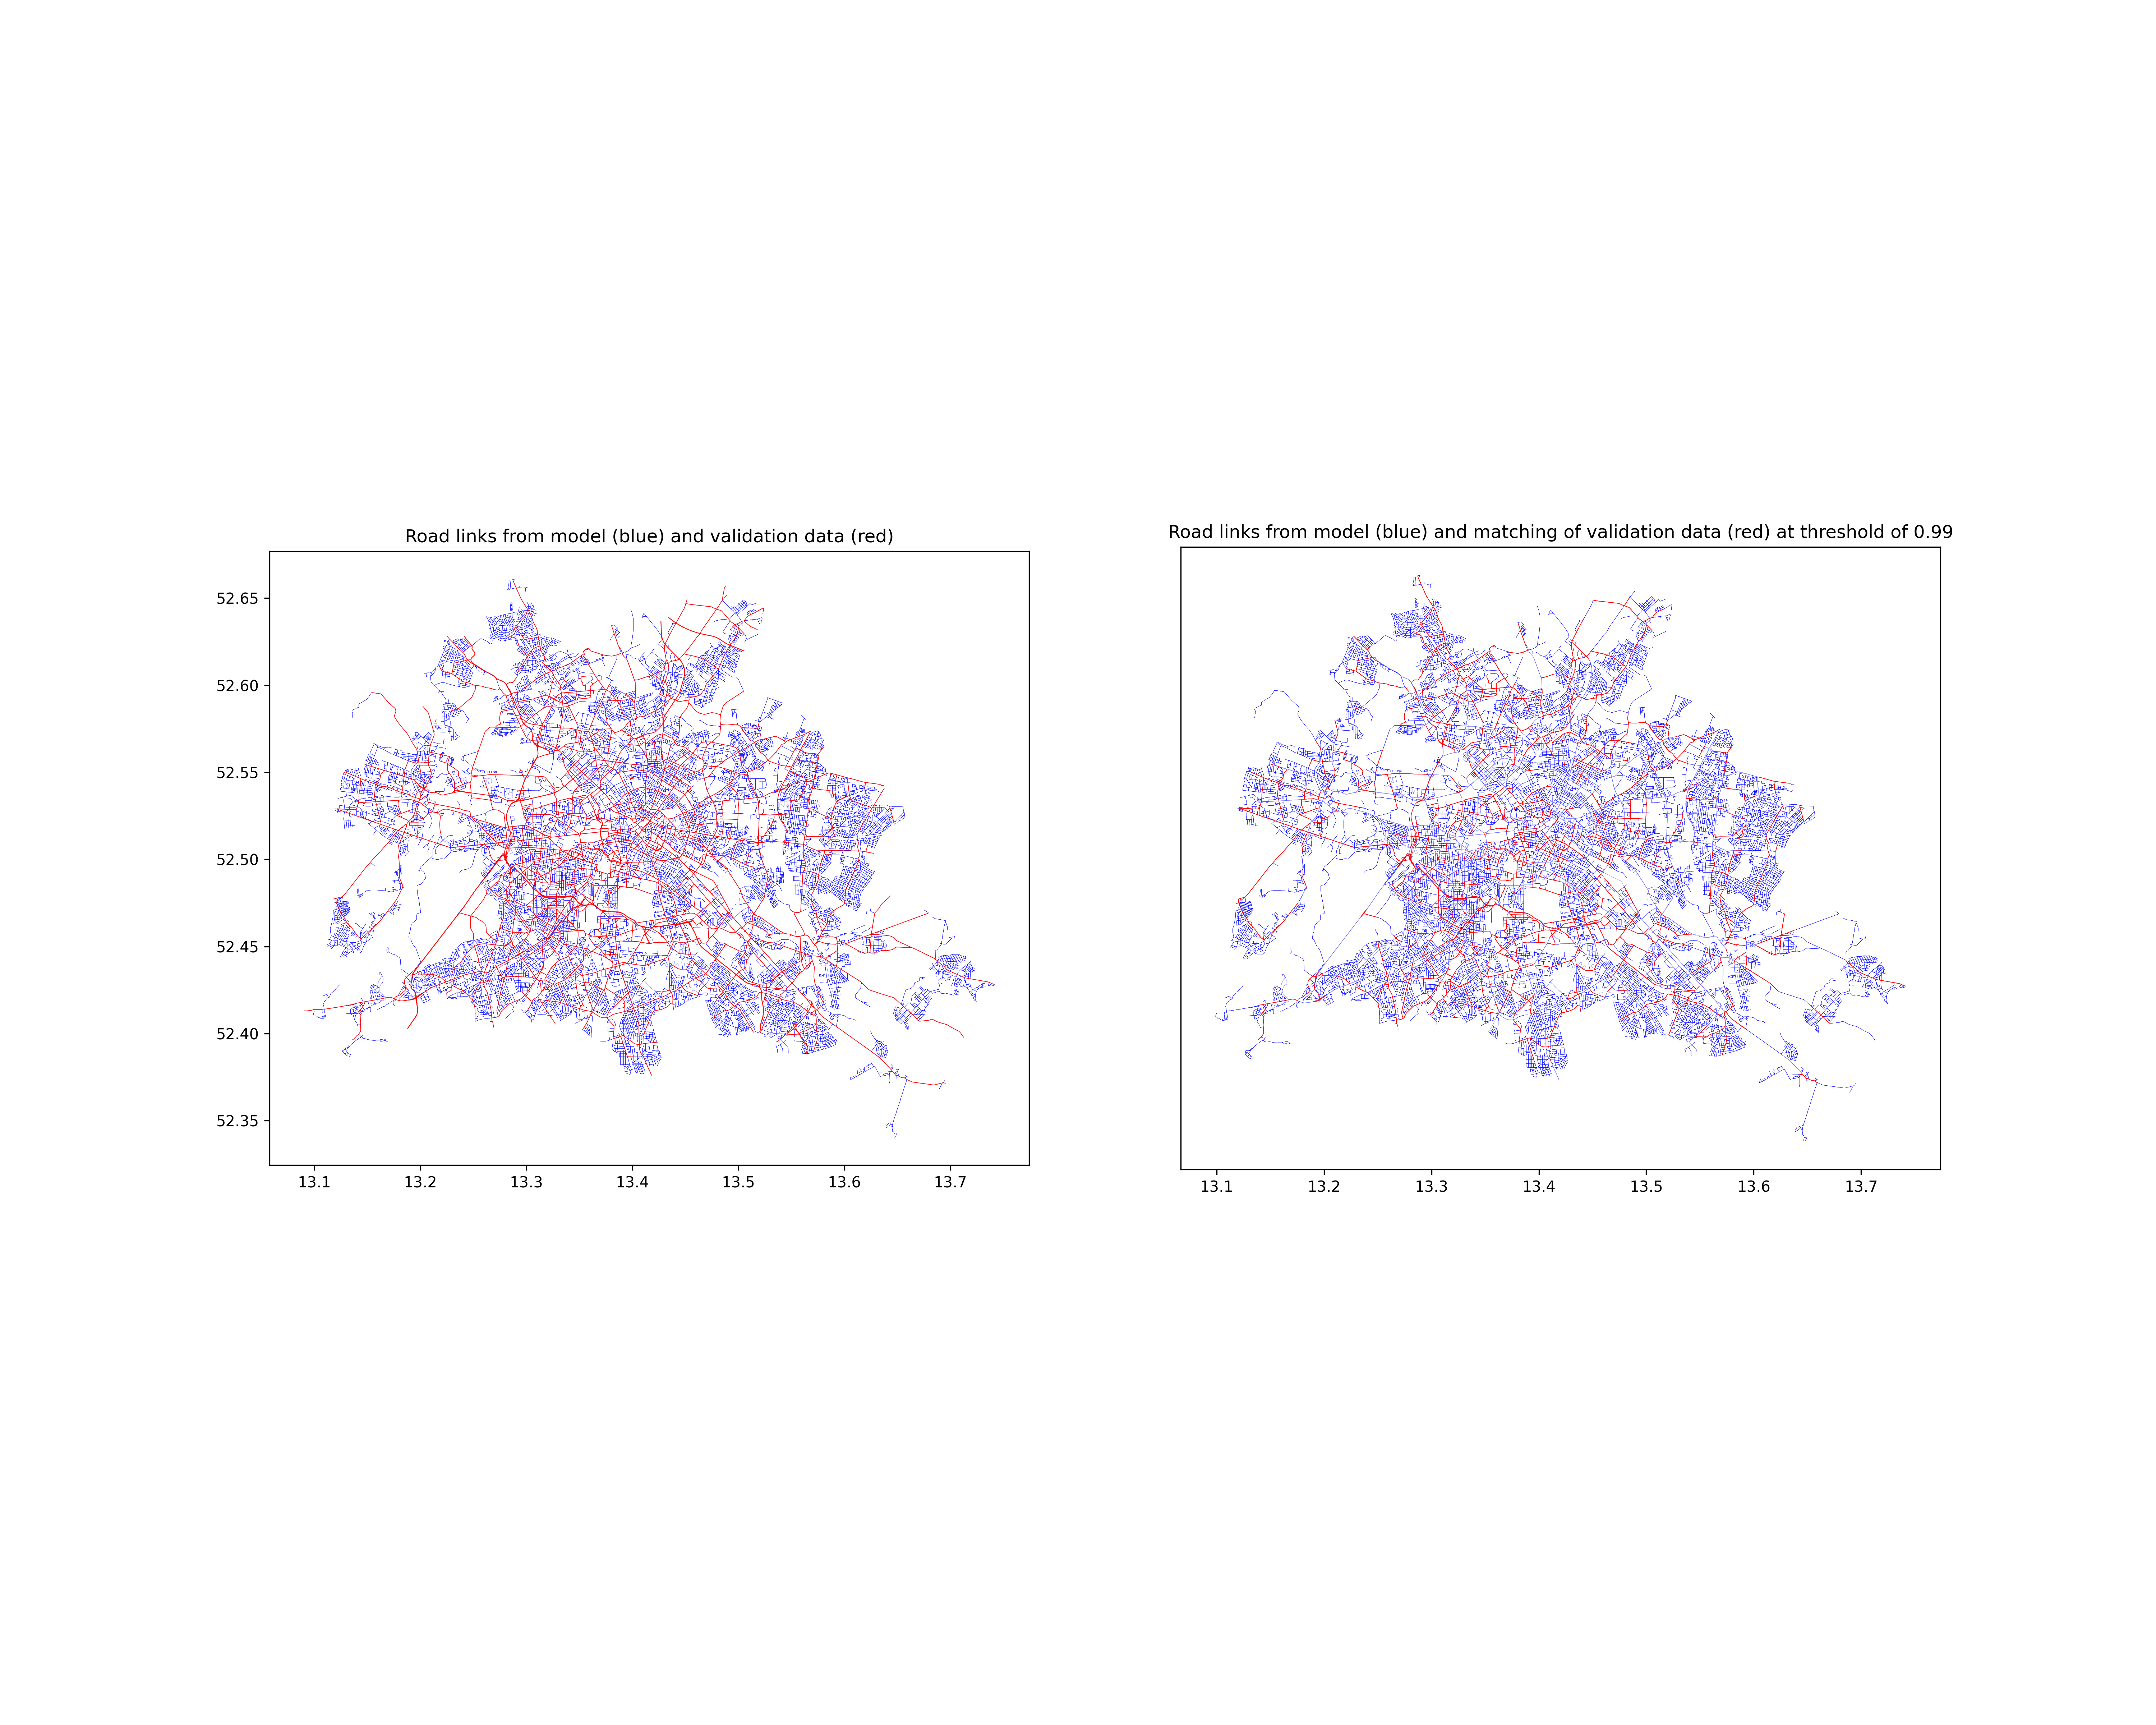 Road links from model (blue) and validation data (red)
52.65
52.60
52.55
52.50
52.45
52.40
52.35
13.1 13.2 13.3 13.4 13.5 13.6 13.7
Road links from model (blue) and matching of validation data (red) at threshold of 0.99
13.1 13.2 13.3 13.4 13.5 13.6 13.7